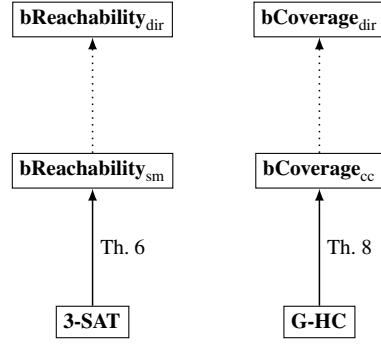 bReachability_dir bCoverage_dir
bReachability_sm bCoverage_cc
Th. 6 Th. 8
3-SAT G-HC